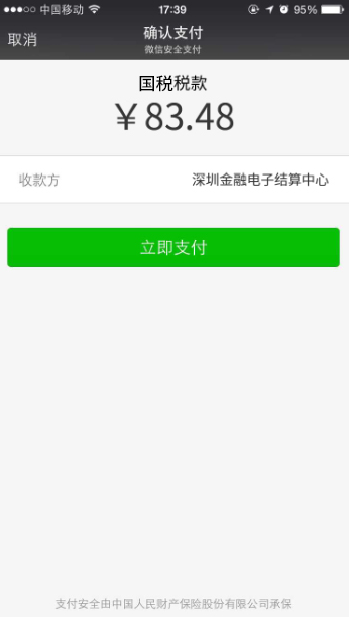 中国移动 17:39 95%
取消 确认支付
微信安全支付
国税税款
￥83.48
收款方 深圳金融电子结算中心
立即支付
支付安全由中国人民财产保险股份有限公司承保